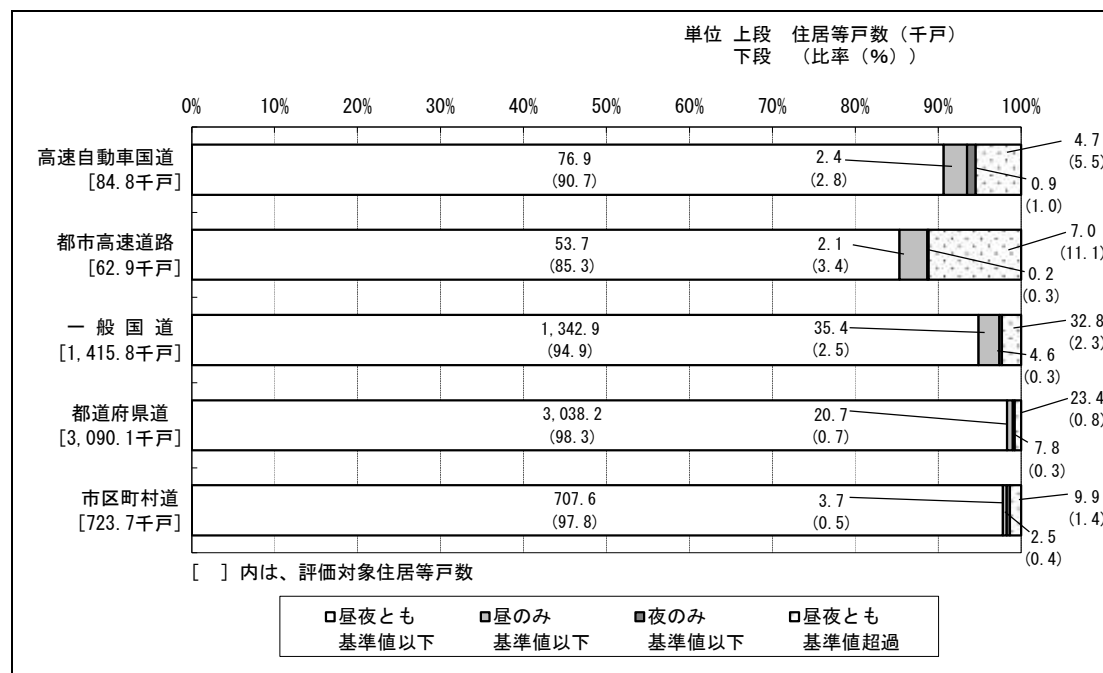 単位 上段 住居等戸数（千戸）
下段 （比率（%））
0% 10% 20% 30% 40% 50% 60% 70% 80% 90% 100%
高速自動車国道
[84.8千戸]
76.9
(90.7)
2.4
(2.8)
0.9
(1.0)
4.7
(5.5)
都市高速道路
[62.9千戸]
53.7
(85.3)
2.1
(3.4)
0.2
(0.3)
7.0
(11.1)
一 般 国 道
[1,415.8千戸]
1,342.9
(94.9)
35.4
(2.5)
4.6
(0.3)
32.8
(2.3)
都道府県道
[3,090.1千戸]
3,038.2
(98.3)
20.7
(0.7)
7.8
(0.3)
23.4
(0.8)
市区町村道
[723.7千戸]
707.6
(97.8)
3.7
(0.5)
2.5
(0.4)
9.9
(1.4)
[ ] 内は、評価対象住居等戸数
昼夜とも
基準値以下
昼のみ
基準値以下
夜のみ
基準値以下
昼夜とも
基準値超過